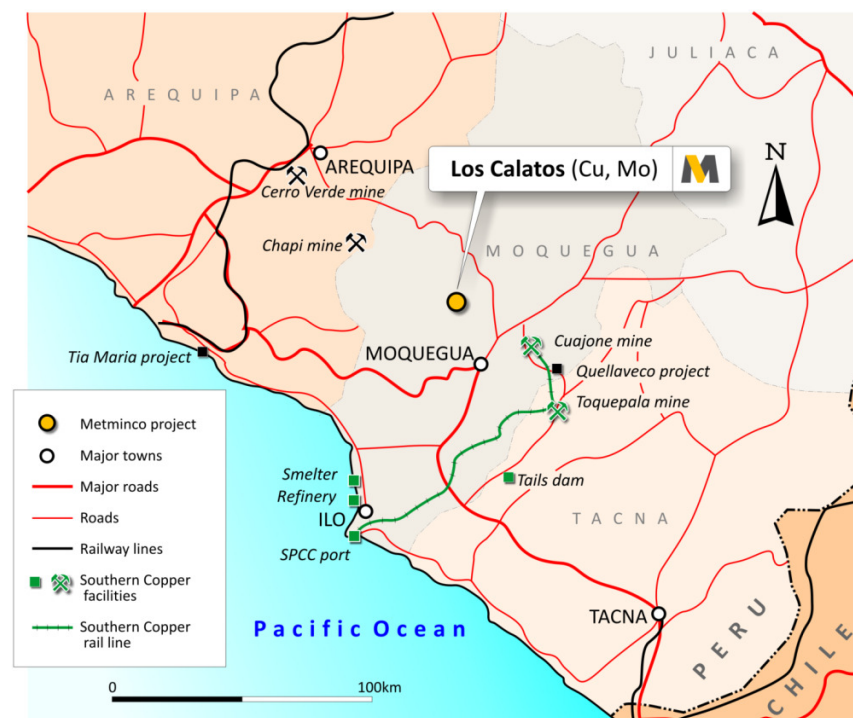 JULIACA
AREQUIPA
AREQUIPA
Cerro Verde mine
Los Calatos (Cu, Mo)
N
Chapi mine
MOQUEGUA
Tia Maria project
MOQUEGUA
Cuajone mine
Quellaveco project
Toquepala mine
Metminco project
Major towns
Major roads
Roads
Railway lines
Southern Copper
facilities
Southern Copper
rail line
Smelter
Refinery
ILO
SPCC port
Tails dam
TACNA
TACNA
Pacific Ocean
PERU
CHILE
0
100km